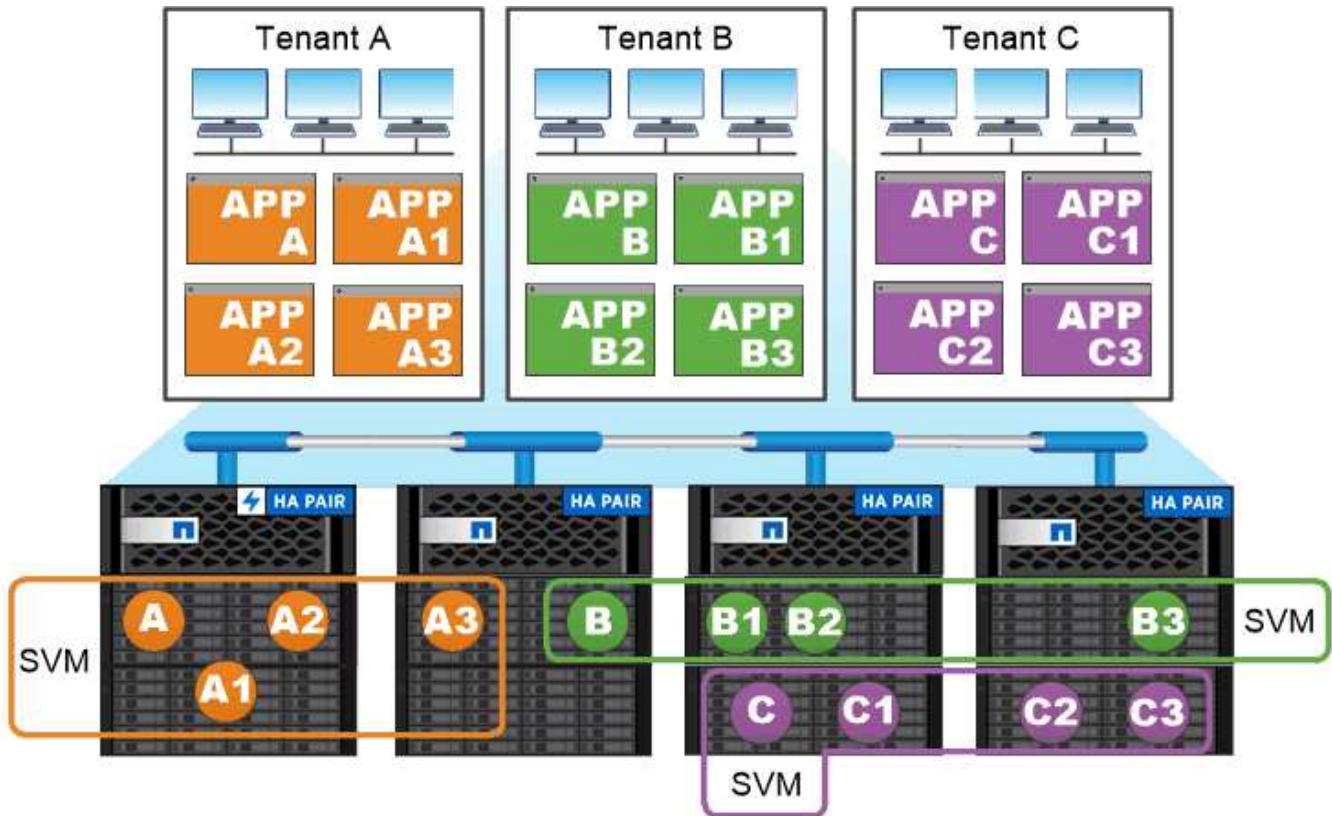 Tenant A
Tenant B
Tenant C
APP A
APP A1
APP B
APP B1
APP C
APP C1
APP A2
APP A3
APP B2
APP B3
APP C2
APP C3
HA PAIR
HA PAIR
HA PAIR
HA PAIR
A
A2
A3
B
B1
B2
B3
SVM
SVM
A1
C
C1
C2
C3
SVM